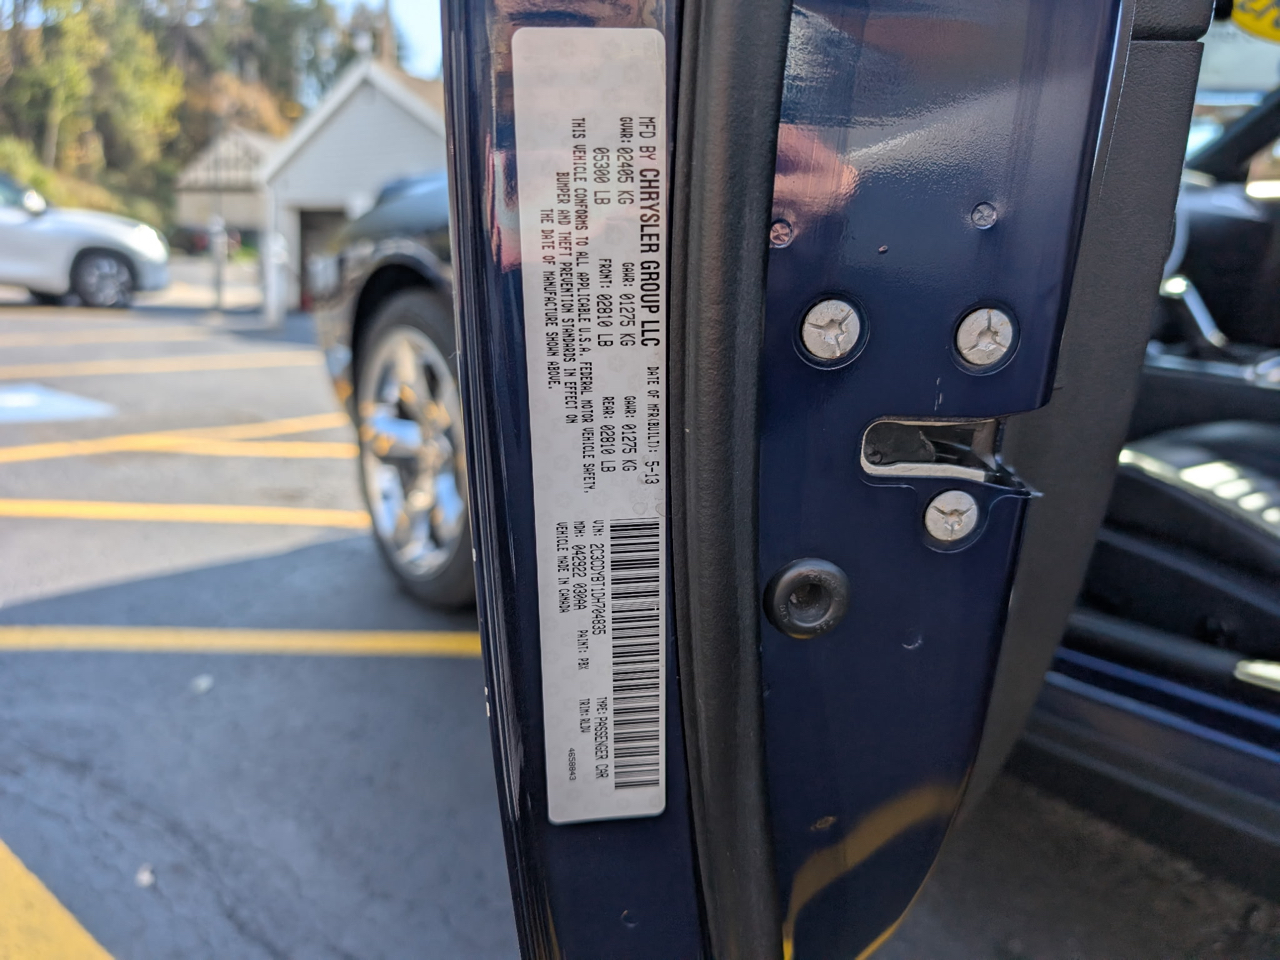 MFD BY CHRYSLER GROUP LLC
DATE OF MFR(BUILT): 5-13
GVWR: 02405 KG
GAWR: 01275 KG
GAWR: 01275 KG
05300 LB
FRONT: 02810 LB
REAR: 02810 LB
THIS VEHICLE CONFORMS TO ALL APPLICABLE U.S.A. FEDERAL MOTOR VEHICLE SAFETY,
BUMPER AND THEFT PREVENTION STANDARDS IN EFFECT ON
THE DATE OF MANUFACTURE SHOWN ABOVE.
VIN: 2C3CDYBT1DH704835
TYPE: PASSENGER CAR
MDH: 042922 030AA
PAINT: PBX
TRIM: RLDV
VEHICLE MADE IN CANADA
4658843